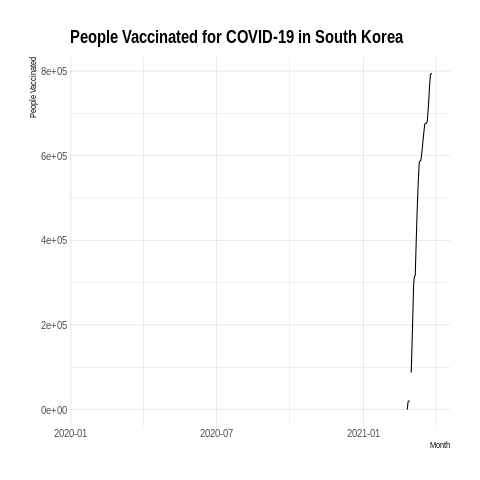 People Vaccinated for COVID-19 in South Korea
People Vaccinated
8e+05
6e+05
4e+05
2e+05
0e+00
2020-01 2020-07 2021-01
Month